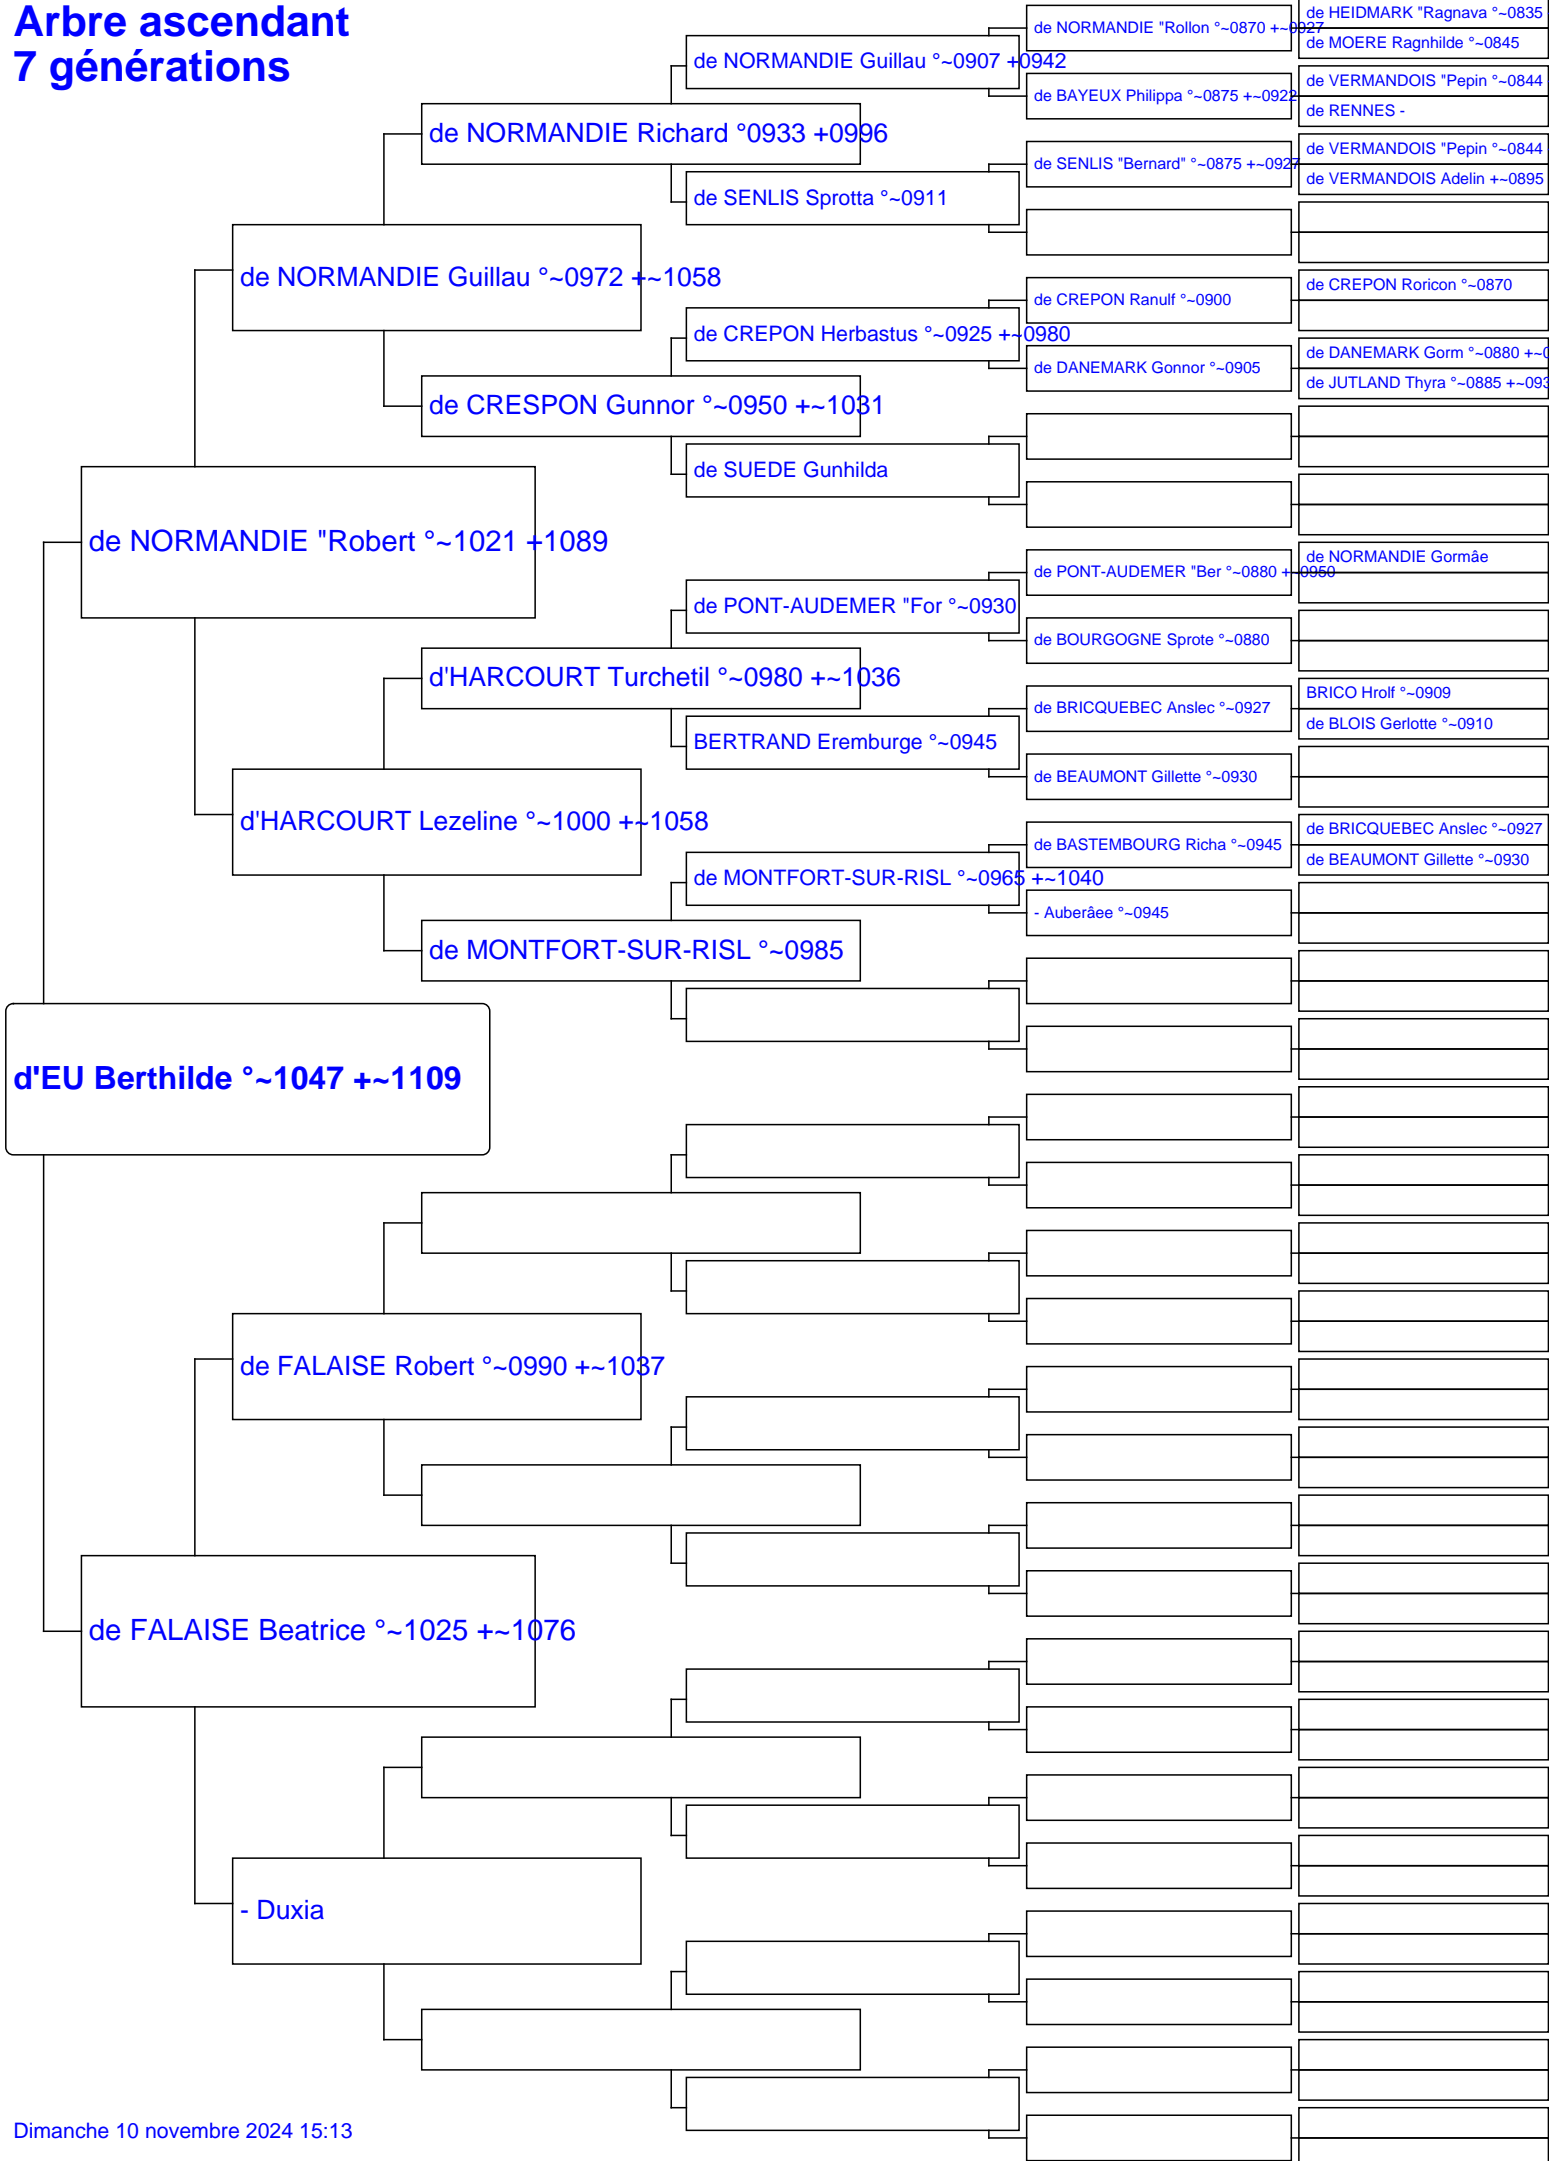 Arbre ascendant
7 générations
de HEIDMARK "Ragnava °~0835
de NORMANDIE "Rollon °~0870 +~0927
de MOERE Ragnhilde °~0845
de NORMANDIE Guillau °~0907 +0942
de VERMANDOIS "Pepin °~0844
de BAYEUX Philippa °~0875 +~0922
de RENNES -
de NORMANDIE Richard °0933 +0996
de VERMANDOIS "Pepin °~0844
de SENLIS "Bernard" °~0875 +~0927
de VERMANDOIS Adelin +~0895
de SENLIS Sprotta °~0911
de NORMANDIE Guillau °~0972 +~1058
de CREPON Roricon °~0870
de CREPON Ranulf °~0900
de CREPON Herbastus °~0925 +~0980
de DANEMARK Gorm °~0880 +~0
de DANEMARK Gonnor °~0905
de JUTLAND Thyra °~0885 +~093
de CRESPON Gunnor °~0950 +~1031
de SUEDE Gunhilda
de NORMANDIE "Robert °~1021 +1089
de NORMANDIE Gormâe
de PONT-AUDEMER "Ber °~0880 +~0950
de PONT-AUDEMER "For °~0930
de BOURGOGNE Sprote °~0880
d'HARCOURT Turchetil °~0980 +~1036
BRICO Hrolf °~0909
de BRICQUEBEC Anslec °~0927
de BLOIS Gerlotte °~0910
BERTRAND Eremburge °~0945
de BEAUMONT Gillette °~0930
d'HARCOURT Lezeline °~1000 +~1058
de BRICQUEBEC Anslec °~0927
de BASTEMBOURG Richa °~0945
de BEAUMONT Gillette °~0930
de MONTFORT-SUR-RISL °~0965 +~1040
- Auberâee °~0945
de MONTFORT-SUR-RISL °~0985
d'EU Berthilde °~1047 +~1109
de FALAISE Robert °~0990 +~1037
de FALAISE Beatrice °~1025 +~1076
- Duxia
Dimanche 10 novembre 2024 15:13